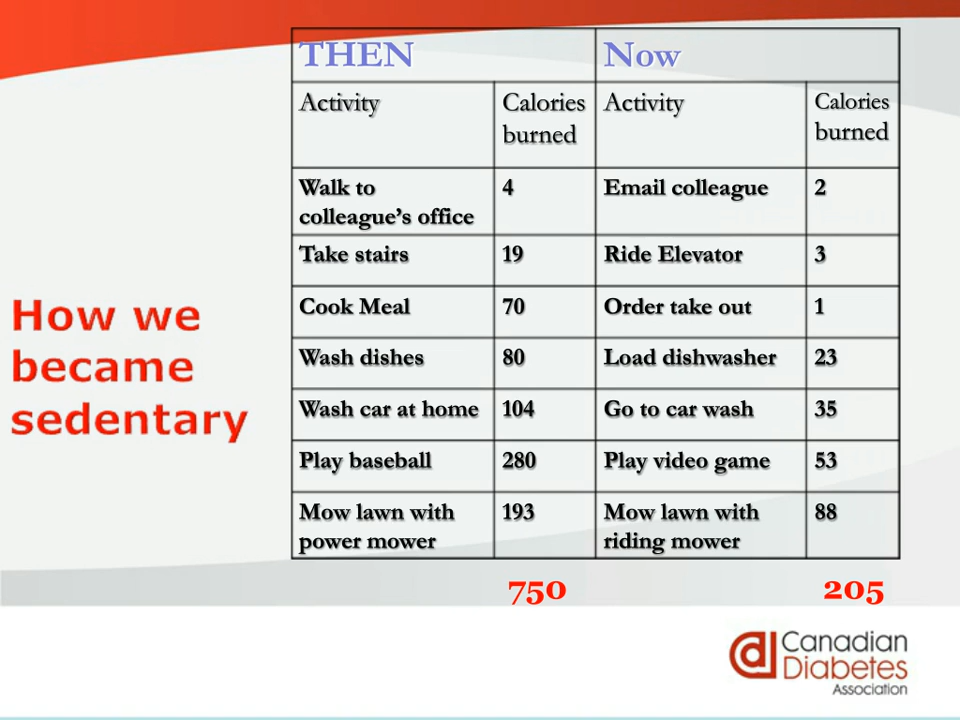 THEN Now
Activity Calories burned Activity Calories burned
Walk to colleague's office 4 Email colleague 2
Take stairs 19 Ride Elevator 3
Cook Meal 70 Order take out 1
Wash dishes 80 Load dishwasher 23
Wash car at home 104 Go to car wash 35
Play baseball 280 Play video game 53
Mow lawn with power mower 193 Mow lawn with riding mower 88
750 205
How we
became
sedentary
Canadian
Diabetes
Association